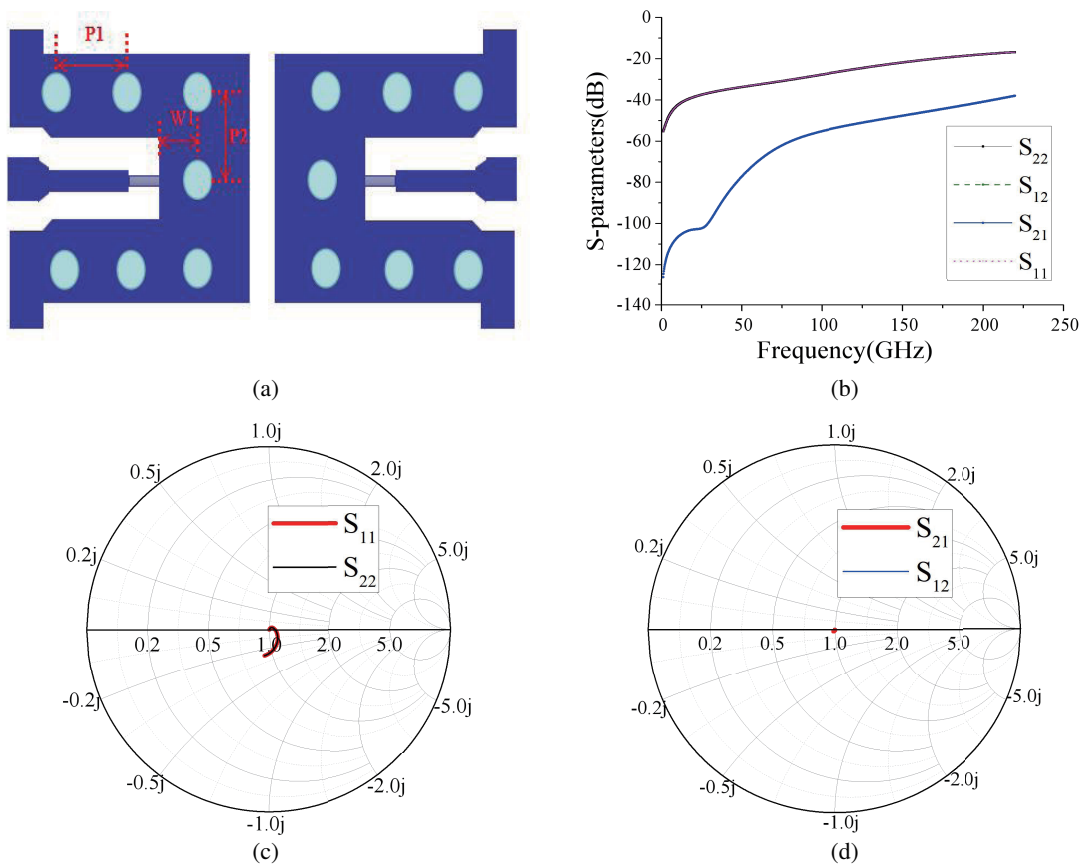 P1
W1
P2
(a)
S-parameters(dB)
0
-20
-40
-60
-80
-100
-120
-140
0 50 100 150 200 250
Frequency(GHz)
S22
S12
S21
S11
(b)
1.0j
0.5j 2.0j
0.2j 5.0j
S11
S22
0.2 0.5 1.0 2.0 5.0
-0.2j -5.0j
-0.5j -2.0j
-1.0j
(c)
1.0j
0.5j 2.0j
0.2j 5.0j
S21
S12
0.2 0.5 1.0 2.0 5.0
-0.2j -5.0j
-0.5j -2.0j
-1.0j
(d)